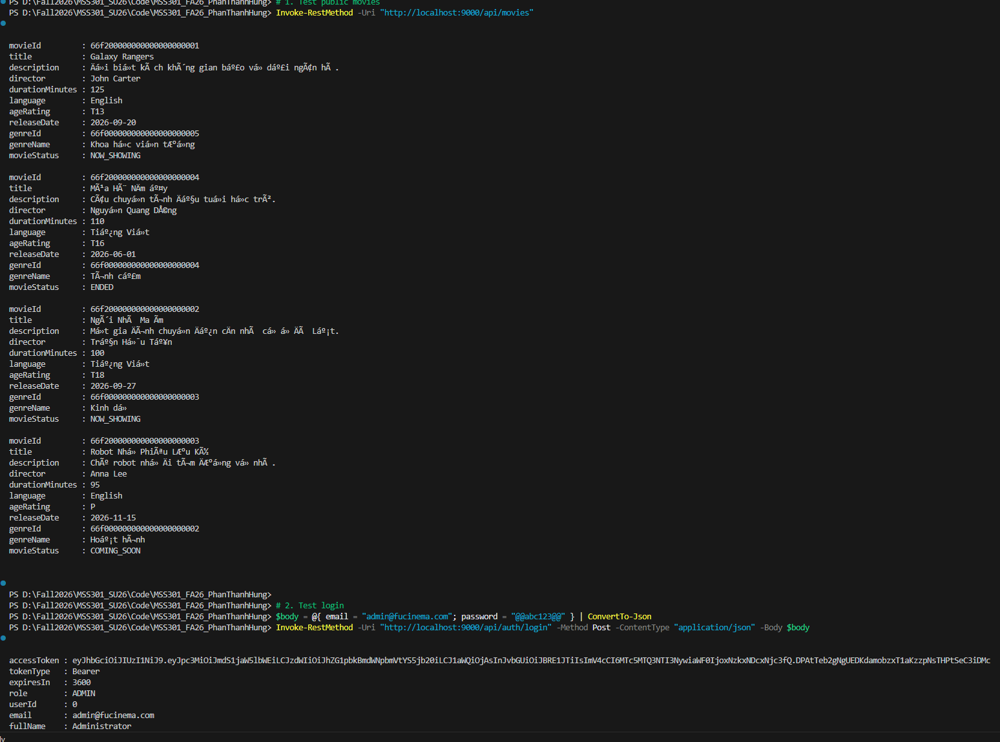 PS D:\Fall2026\MSS301_SU26\Code\MSS301_FA26_PhanThanhHung> # 1. Test public movies
PS D:\Fall2026\MSS301_SU26\Code\MSS301_FA26_PhanThanhHung> Invoke-RestMethod -Uri "http://localhost:9000/api/movies"
movieId : 66f200000000000000000001
title : Galaxy Rangers
description : Äá»i biá»t kÃ ch khÃ´ng gian báº£o vá» dáº£i ngÃ¢n hÃ .
director : John Carter
durationMinutes : 125
language : English
ageRating : T13
releaseDate : 2026-09-20
genreId : 66f000000000000000000005
genreName : Khoa há»c viá»n tÆ°á»ng
movieStatus : NOW_SHOWING
movieId : 66f200000000000000000004
title : MÃ¹a HÃ¨ NÄm áº¤y
description : CÃ¢u chuyá»n tÃ¬nh Äáº§u tuá»i há»c trÃ².
director : Nguyá»n Quang DÅ©ng
durationMinutes : 110
language : Tiáº¿ng Viá»t
ageRating : T16
releaseDate : 2026-06-01
genreId : 66f000000000000000000004
genreName : TÃ¬nh cáº£m
movieStatus : ENDED
movieId : 66f200000000000000000002
title : NgÃ´i NhÃ  Ma Ãm
description : Má»t gia ÄÃ¬nh chuyá»n Äáº¿n cÄn nhÃ  cá» á» ÄÃ  Láº¡t.
director : Tráº§n Há»¯u Táº¥n
durationMinutes : 100
language : Tiáº¿ng Viá»t
ageRating : T18
releaseDate : 2026-09-27
genreId : 66f000000000000000000003
genreName : Kinh dá»
movieStatus : NOW_SHOWING
movieId : 66f200000000000000000003
title : Robot Nhá» PhiÃªu LÆ°u KÃ½
description : ChÃº robot nhá» Äi tÃ¬m ÄÆ°á»ng vá» nhÃ .
director : Anna Lee
durationMinutes : 95
language : English
ageRating : P
releaseDate : 2026-11-15
genreId : 66f000000000000000000002
genreName : Hoáº¡t hÃ¬nh
movieStatus : COMING_SOON
PS D:\Fall2026\MSS301_SU26\Code\MSS301_FA26_PhanThanhHung>
PS D:\Fall2026\MSS301_SU26\Code\MSS301_FA26_PhanThanhHung> # 2. Test login
PS D:\Fall2026\MSS301_SU26\Code\MSS301_FA26_PhanThanhHung> $body = @{ email = "admin@fucinema.com"; password = "@@abc123@@" } | ConvertTo-Json
PS D:\Fall2026\MSS301_SU26\Code\MSS301_FA26_PhanThanhHung> Invoke-RestMethod -Uri "http://localhost:9000/api/auth/login" -Method Post -ContentType "application/json" -Body $body
accessToken : eyJhbGciOiJIUzI1NiJ9.eyJpc3MiOiJmdS1jaW5lbWEiLCJzdWIiOiJhZG1pbkBmdWNpbmVtYS5jb20iLCJ1aWQiOjAsInJvbGUiOiJBRE1JTiIsImV4cCI6MTc5MTQ3NTI3NywiaWF0IjoxNzkxNDcxNjc3fQ.DPAtTeb2gNgUEDKdamobzxT1aKzzpNsTHPtSeC3iDMc
tokenType : Bearer
expiresIn : 3600
role : ADMIN
userId : 0
email : admin@fucinema.com
fullName : Administrator